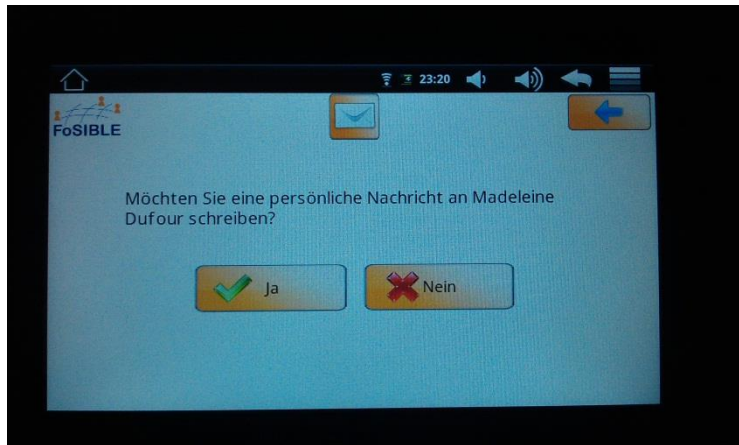 23:20
FoSIBLE
Möchten Sie eine persönliche Nachricht an Madeleine
Dufour schreiben?
Ja
Nein